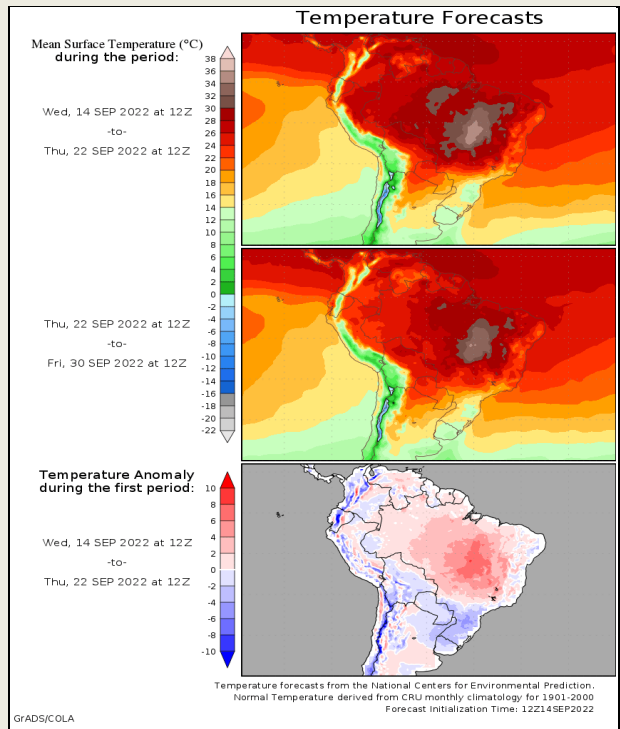 Temperature Forecasts
Mean Surface Temperature (°C)
during the period:
Wed, 14 SEP 2022 at 12Z
-to-
Thu, 22 SEP 2022 at 12Z
38
36
34
32
30
28
26
24
22
20
18
16
14
12
10
8
6
4
2
0
-2
-4
-6
-8
-10
-12
-14
-16
-18
-20
-22
Thu, 22 SEP 2022 at 12Z
-to-
Fri, 30 SEP 2022 at 12Z
Temperature Anomaly
during the first period:
Wed, 14 SEP 2022 at 12Z
-to-
Thu, 22 SEP 2022 at 12Z
10
8
6
4
2
0
-2
-4
-6
-8
-10
Temperature forecasts from the National Centers for Environmental Prediction.
Normal Temperature derived from CRU monthly climatology for 1901-2000
Forecast Initialization Time: 12Z14SEP2022
GrADS/COLA